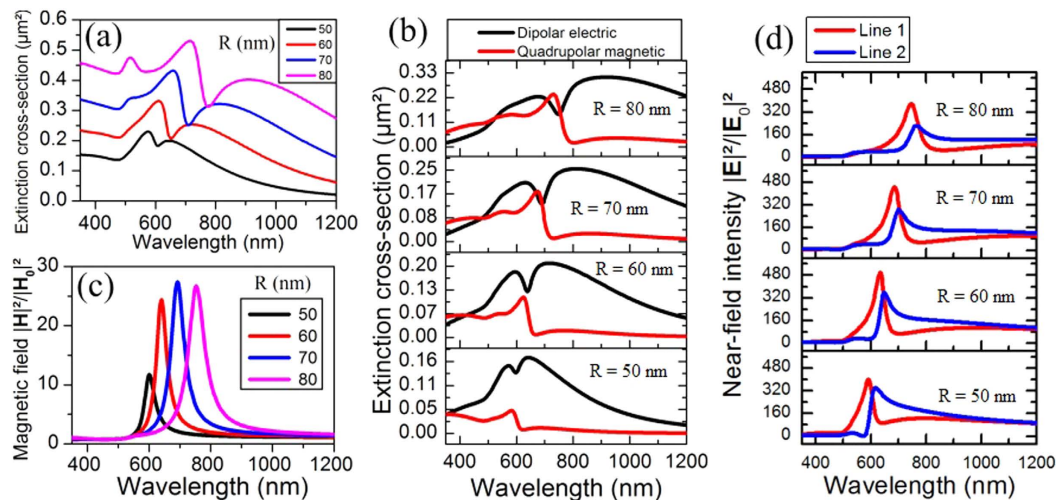 (a)
R (nm)
50
60
70
80
0.6
0.5
0.4
0.3
0.2
0.1
0.0
400 600 800 1000 1200
Wavelength (nm)
Extinction cross-section (μm²)
(b)
Dipolar electric
Quadrupolar magnetic
0.33
0.22
0.11
0.00
R = 80 nm
0.25
0.17
0.08
0.00
R = 70 nm
0.20
0.13
0.07
0.00
R = 60 nm
0.16
0.11
0.05
0.00
R = 50 nm
400 600 800 1000 1200
Wavelength (nm)
Extinction cross-section (μm²)
(c)
R (nm)
50
60
70
80
30
20
10
0
400 600 800 1000 1200
Wavelength (nm)
Magnetic field |H|²/|H₀|²
(d)
Line 1
Line 2
480
320
160
0
R = 80 nm
480
320
160
0
R = 70 nm
480
320
160
0
R = 60 nm
480
320
160
0
R = 50 nm
400 600 800 1000 1200
Wavelength (nm)
Near-field intensity |E|²/|E₀|²